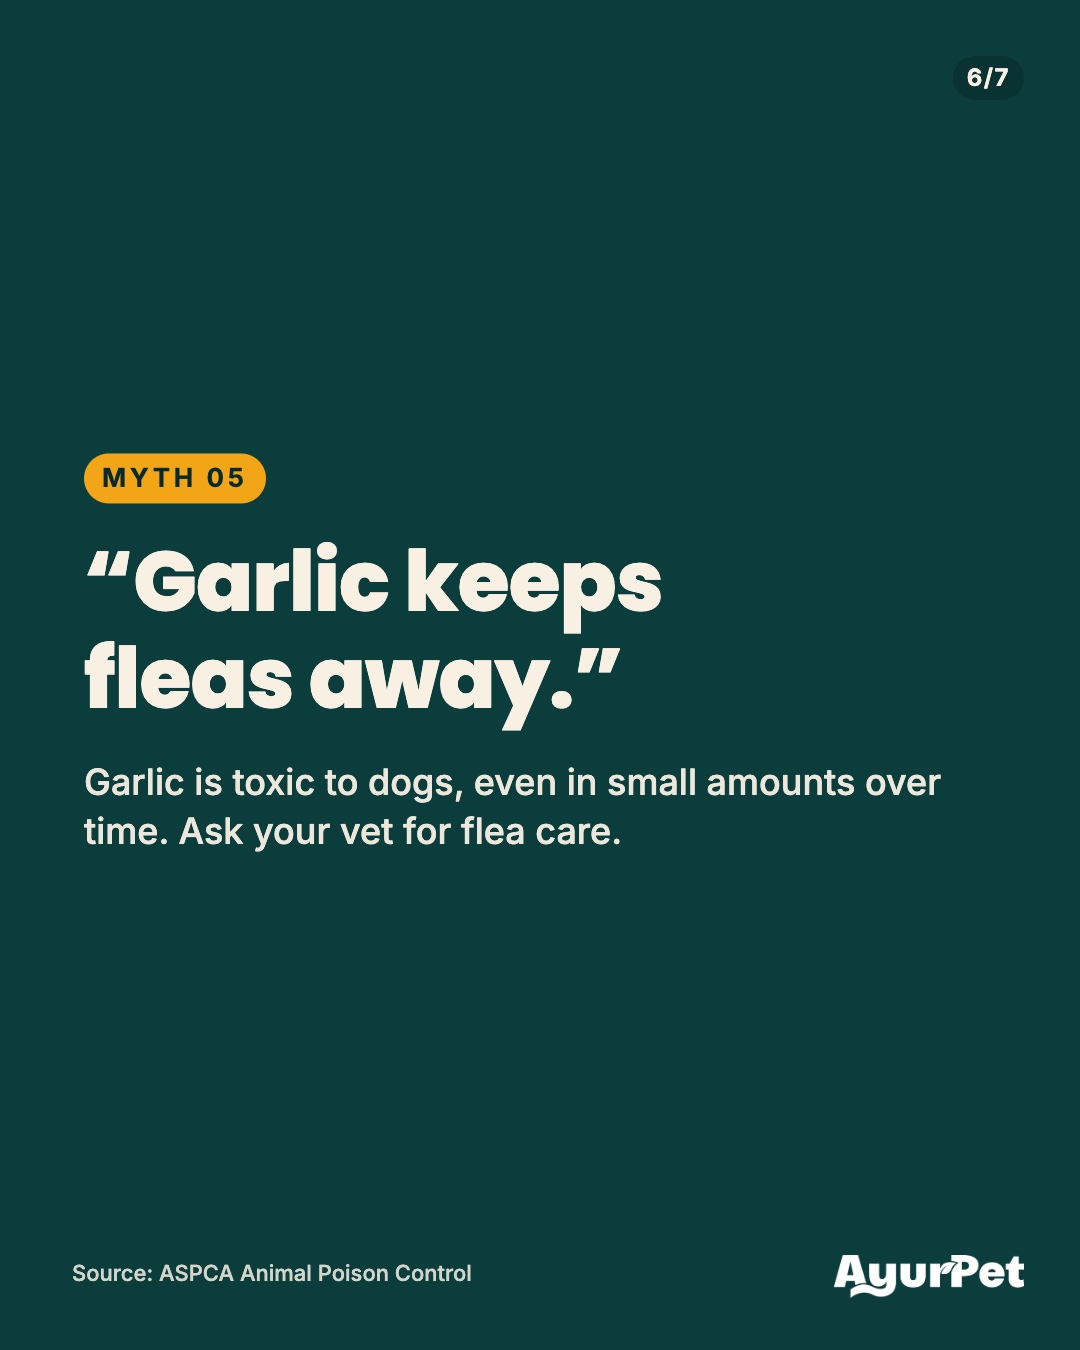 6/7
MYTH 05
“Garlic keeps
fleas away.”
Garlic is toxic to dogs, even in small amounts over
time. Ask your vet for flea care.
Source: ASPCA Animal Poison Control
AyurPet